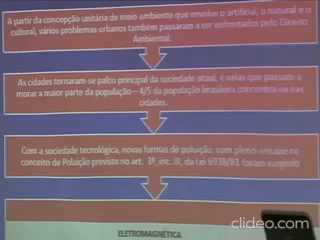 A partir da concepção unitária de meio ambiente que envolve o artificial, o natural e o
cultural, vários problemas urbanos também passaram a ser enfrentados pelo Direito
Ambiental.
As cidades tornaram-se palco principal da sociedade atual, é nelas que passam a
morar a maior parte da população – 4/5 da população brasileira concentra-se nas
cidades.
Com a sociedade tecnológica, novas formas de poluição, com pleno encaixe no
conceito de Poluição previsto no art. 3º, inc. III, da Lei 6938/81 foram surgindo
ELETROMAGNÉTICA
clideo.com